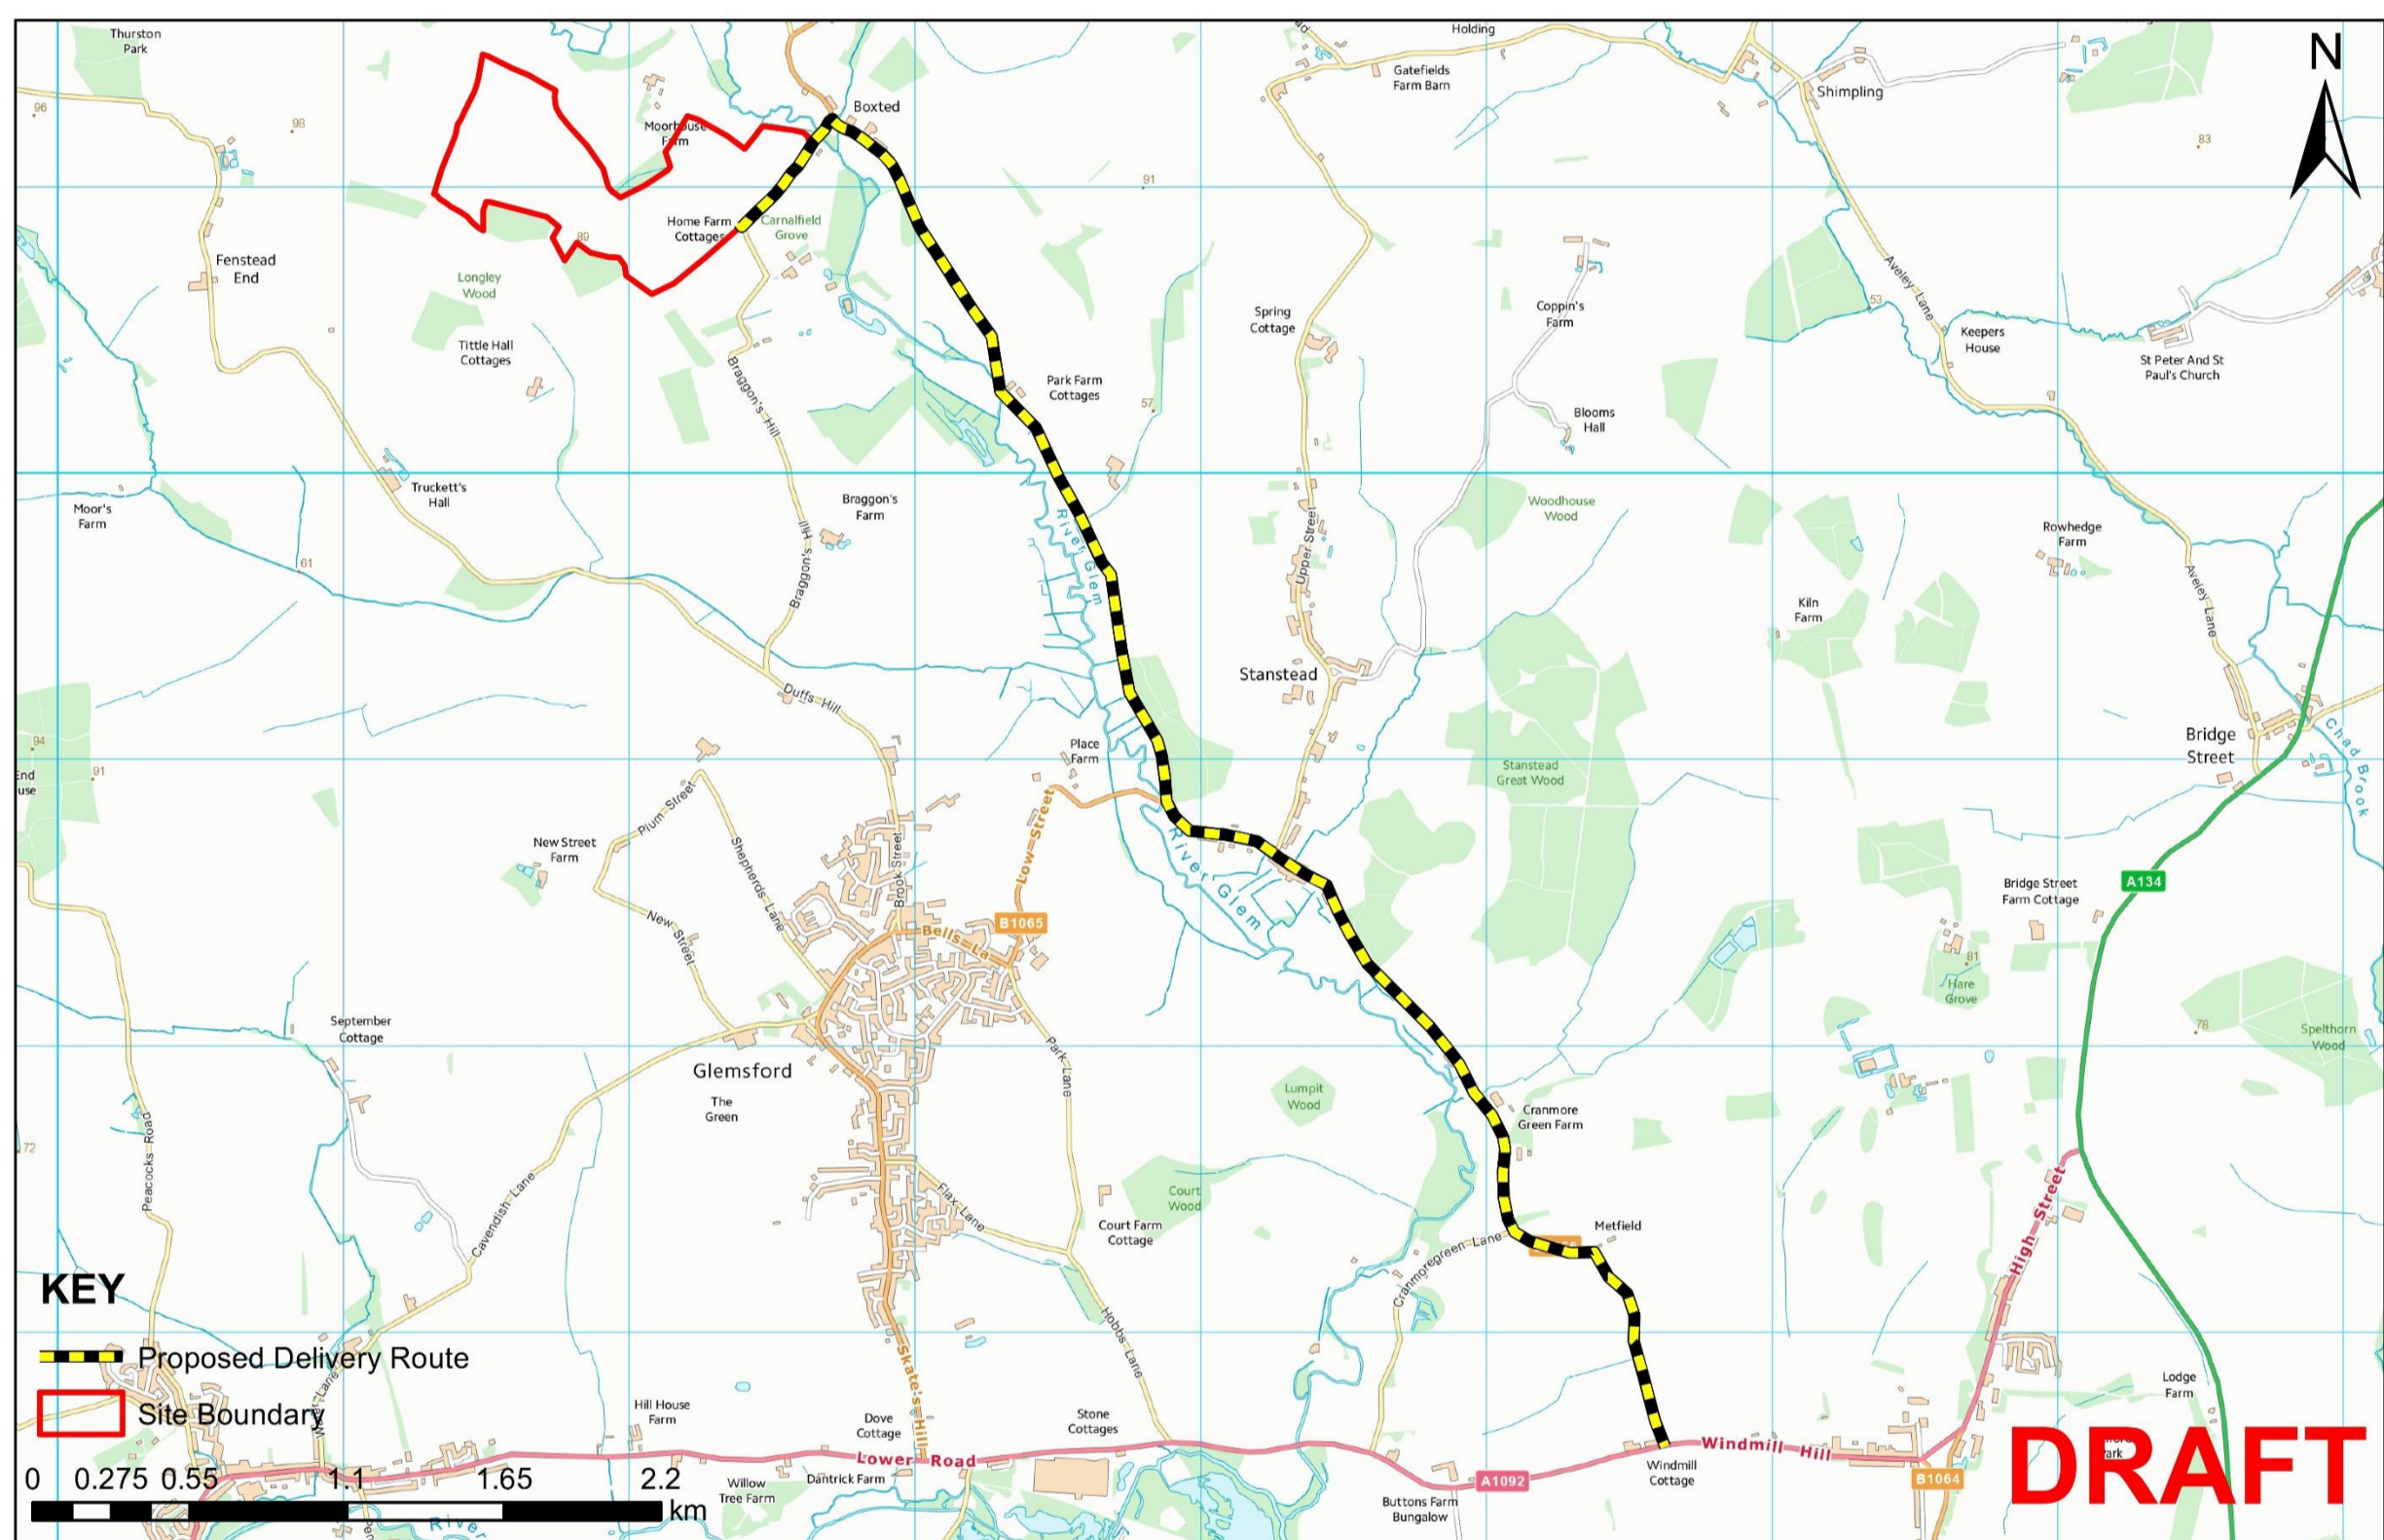 Thurston
Park
Holding
Gatefields
Farm Barn
Shimpling
N
96
98
Boxted
Moorhouse
Farm
83
91
Home Farm
Cottages
Carnalfield
Grove
89
Fenstead
End
Longley
Wood
Tittle Hall
Cottages
Spring
Cottage
Coppin's
Farm
Aveley Lane
53
Keepers
House
St Peter And St
Paul's Church
Braggon's Hill
Park Farm
Cottages
57
Blooms
Hall
Truckett's
Hall
Moor's
Farm
Braggon's
Farm
Braggon's Hill
River Glem
Upper Street
Woodhouse
Wood
Rowhedge
Farm
61
Kiln
Farm
Aveley Lane
Stanstead
Duffs Hill
94
91
End
use
Place
Farm
Stanstead
Great Wood
Bridge
Street
Chad Brook
Plum Street
New Street
Farm
Shepherds Lane
Brook Street
Low Street
River Glem
A134
Bridge Street
Farm Cottage
New Street
Bells La
B1065
81
Hare
Grove
September
Cottage
78
Spelthorn
Wood
Glemsford
The
Green
Park Lane
Lumpit
Wood
Cranmore
Green Farm
Peacocks Road
72
Cavendish Lane
Flax Lane
Court
Wood
Court Farm
Cottage
Cranmoregreen Lane
Metfield
High Street
KEY
Proposed Delivery Route
Site Boundary
Hobbs Lane
Skate's Hill
Lodge
Farm
Hill House
Farm
Dove
Cottage
Stone
Cottages
Lower Road
Windmill Hill
Park
DRAFT
Willow
Tree Farm
Dantrick Farm
Windmill
Cottage
A1092
B1064
Buttons Farm
Bungalow
0 0.275 0.55 1.1 1.65 2.2
km
River